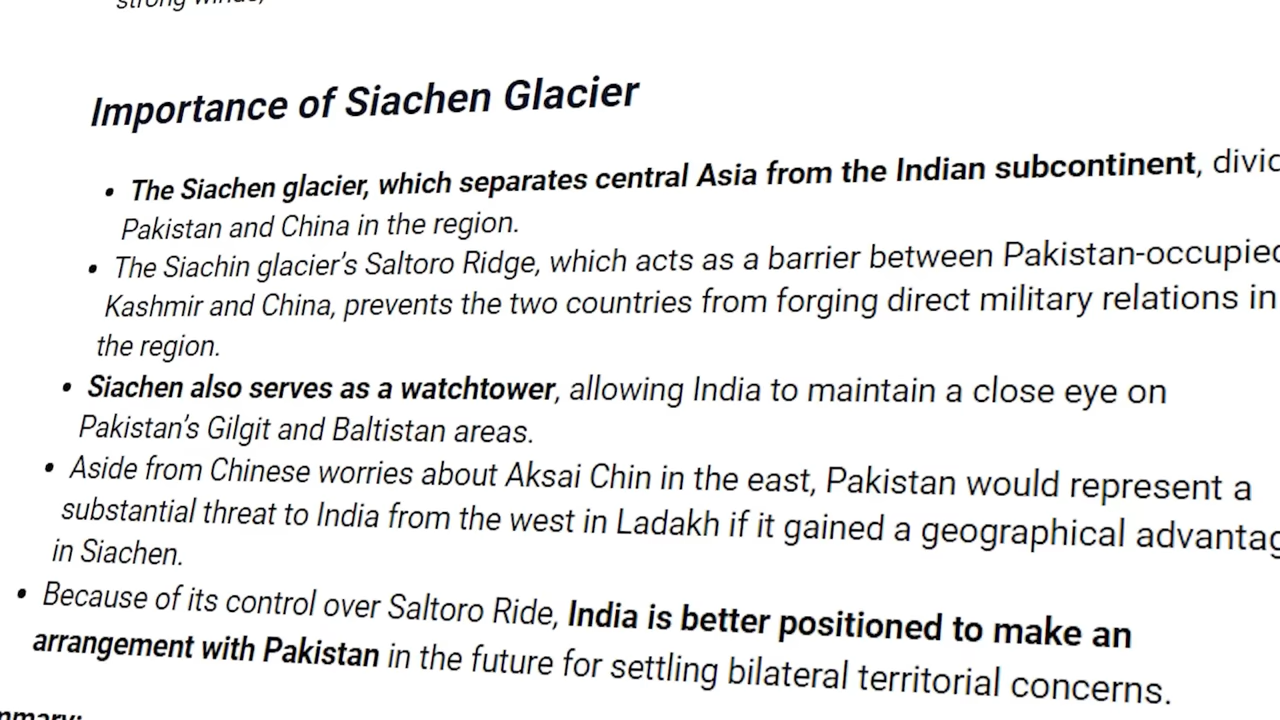 strong winds,
Importance of Siachen Glacier
• The Siachen glacier, which separates central Asia from the Indian subcontinent,
Pakistan and China in the region.
• The Siachin glacier's Saltoro Ridge, which acts as a barrier between Pakistan-occupied
Kashmir and China, prevents the two countries from forging direct military relations in
the region.
• Siachen also serves as a watchtower, allowing India to maintain a close eye on
Pakistan's Gilgit and Baltistan areas.
• Aside from Chinese worries about Aksai Chin in the east, Pakistan would represent a
substantial threat to India from the west in Ladakh if it gained a geographical advantag
in Siachen.
• Because of its control over Saltoro Ride, India is better positioned to make an
arrangement with Pakistan in the future for settling bilateral territorial concerns.